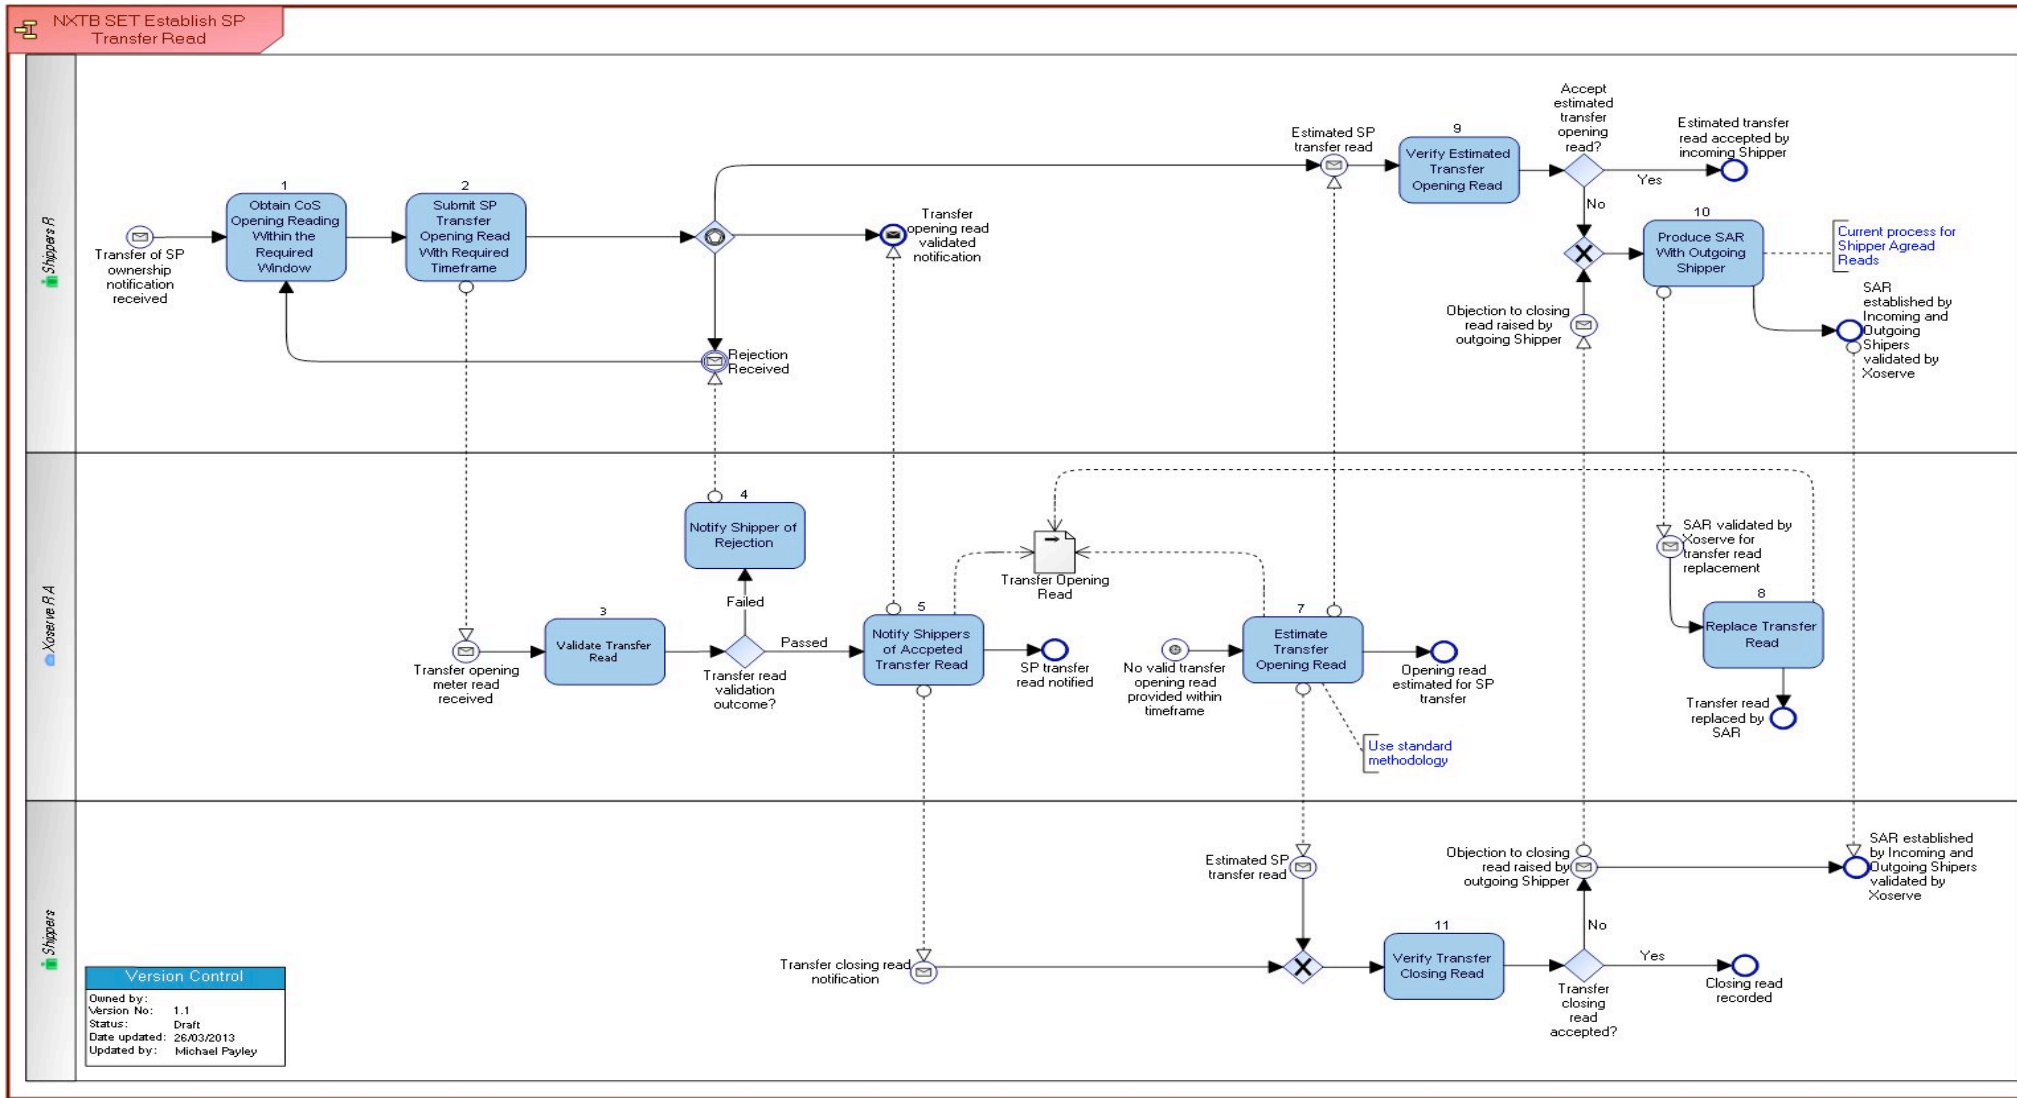 NXTB SET Establish SP
Transfer Read
Shippers R
Transfer of SP
ownership
notification
received
1
Obtain CoS
Opening Reading
Within the
Required
Window
2
Submit SP
Transfer
Opening Read
With Required
Timeframe
Rejection
Received
Transfer
opening read
validated
notification
Estimated SP
transfer read
9
Verify Estimated
Transfer
Opening Read
Accept
estimated
transfer
opening
read?
Yes
Estimated transfer
read accepted by
incoming Shipper
No
10
Produce SAR
With Outgoing
Shipper
Current process for
Shipper Agread
Reads
Objection to closing
read raised by
outgoing Shipper
SAR
established by
Incoming and
Outgoing
Shipers
validated by
Xoserve
Xoserve R A
Transfer opening
meter read
received
3
Validate Transfer
Read
4
Notify Shipper of
Rejection
Failed
Passed
Transfer read
validation
outcome?
5
Notify Shippers
of Accpeted
Transfer Read
SP transfer
read notified
Transfer Opening
Read
No valid transfer
opening read
provided within
timeframe
7
Estimate
Transfer
Opening Read
Opening read
estimated for SP
transfer
Use standard
methodology
SAR validated by
Xoserve for
transfer read
replacement
8
Replace Transfer
Read
Transfer read
replaced by
SAR
Shippers
Transfer closing read
notification
Estimated SP
transfer read
11
Verify Transfer
Closing Read
Objection to closing
read raised by
outgoing Shipper
No
Yes
Transfer
closing
read
accepted?
Closing read
recorded
SAR established
by Incoming and
Outgoing Shipers
validated by
Xoserve
Version Control
Owned by:
Version No: 1.1
Status: Draft
Date updated: 26/03/2013
Updated by: Michael Payley